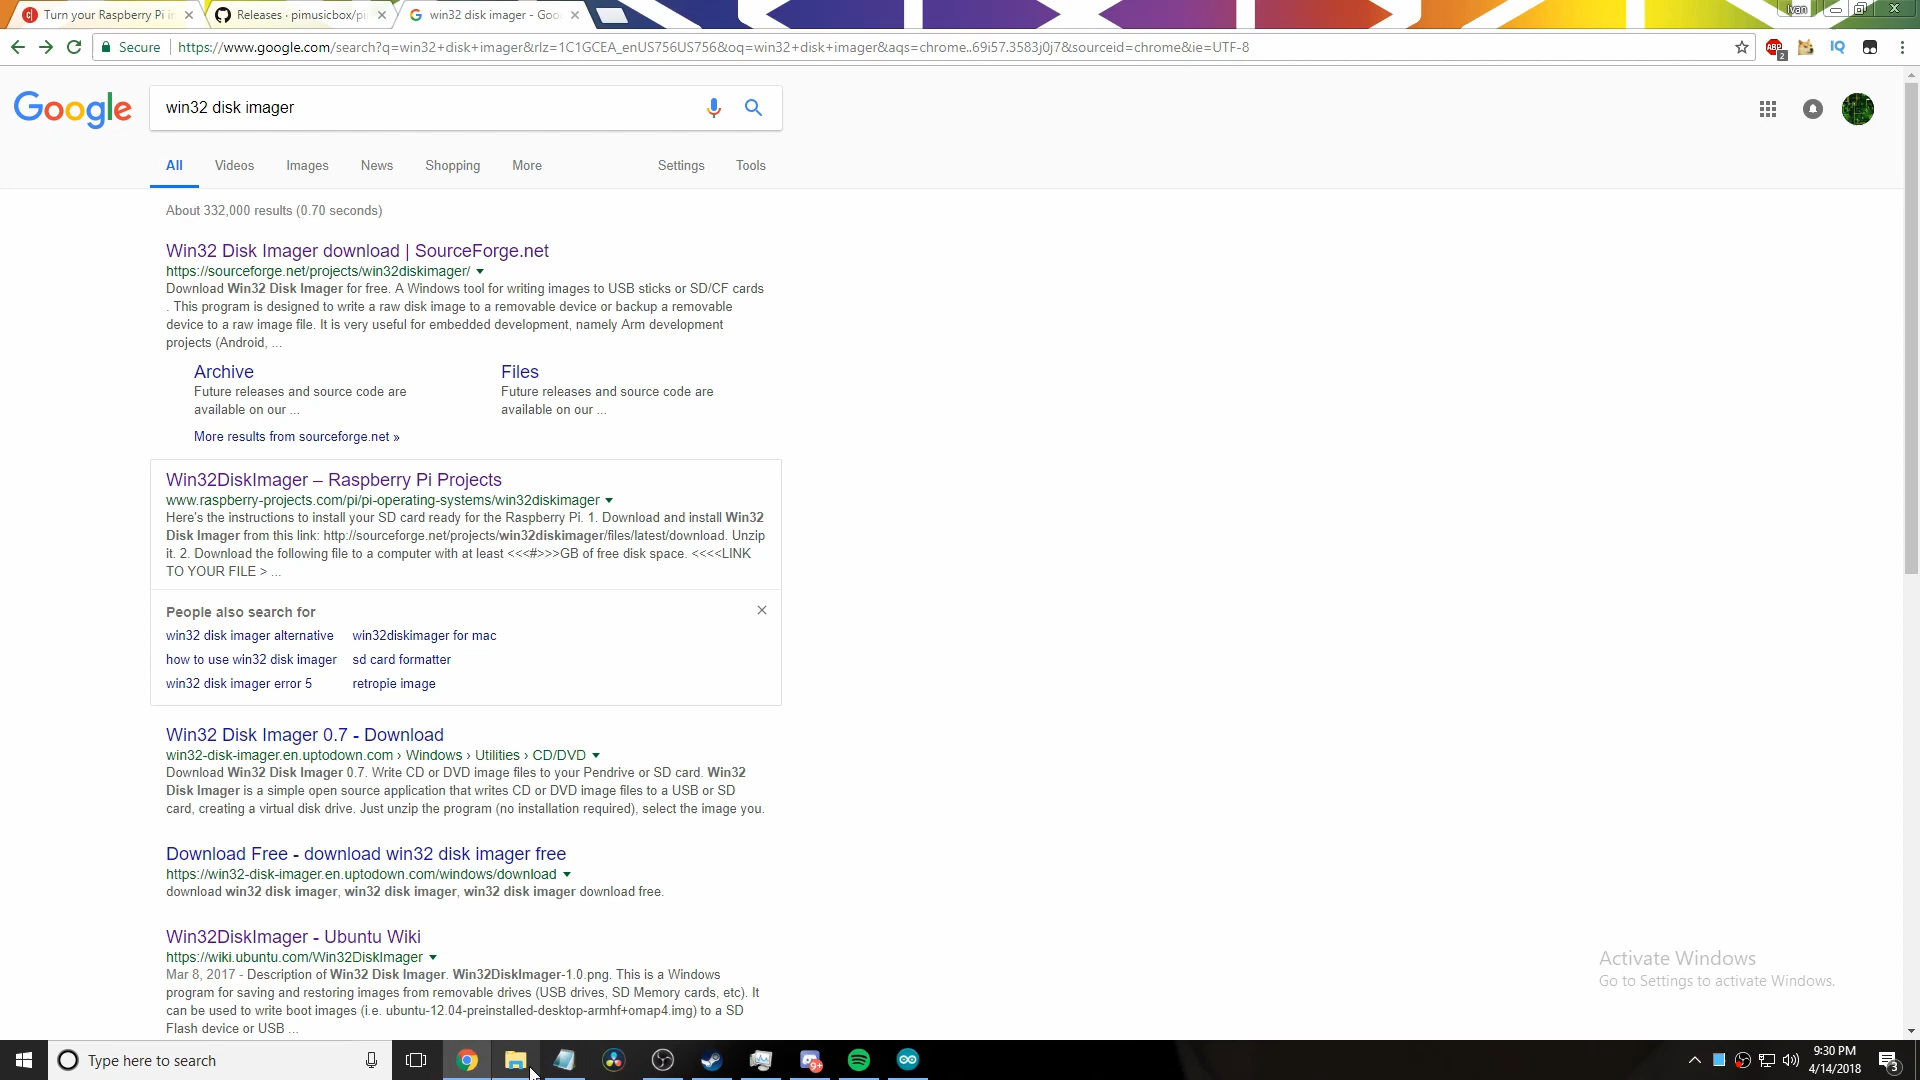 Turn your Raspberry Pi in
Releases · pimusicbox/pi
win32 disk imager - Goo
Ivan
Secure
https://www.google.com/search?q=win32+disk+imager&rlz=1C1GCEA_enUS756US756&oq=win32+disk+imager&aqs=chrome..69i57.3583j0j7&sourceid=chrome&ie=UTF-8
ABP
2
IQ
Google
win32 disk imager
All
Videos
Images
News
Shopping
More
Settings
Tools
About 332,000 results (0.70 seconds)
Win32 Disk Imager download | SourceForge.net
https://sourceforge.net/projects/win32diskimager/
Download Win32 Disk Imager for free. A Windows tool for writing images to USB sticks or SD/CF cards
. This program is designed to write a raw disk image to a removable device or backup a removable
device to a raw image file. It is very useful for embedded development, namely Arm development
projects (Android, ...
Archive
Future releases and source code are
available on our ...
Files
Future releases and source code are
available on our ...
More results from sourceforge.net »
Win32DiskImager – Raspberry Pi Projects
www.raspberry-projects.com/pi/pi-operating-systems/win32diskimager
Here's the instructions to install your SD card ready for the Raspberry Pi. 1. Download and install Win32
Disk Imager from this link: http://sourceforge.net/projects/win32diskimager/files/latest/download. Unzip
it. 2. Download the following file to a computer with at least <<<#>>>GB of free disk space. <<<<LINK
TO YOUR FILE > ...
People also search for
win32 disk imager alternative
win32diskimager for mac
how to use win32 disk imager
sd card formatter
win32 disk imager error 5
retropie image
Win32 Disk Imager 0.7 - Download
win32-disk-imager.en.uptodown.com › Windows › Utilities › CD/DVD
Download Win32 Disk Imager 0.7. Write CD or DVD image files to your Pendrive or SD card. Win32
Disk Imager is a simple open source application that writes CD or DVD image files to a USB or SD
card, creating a virtual disk drive. Just unzip the program (no installation required), select the image you.
Download Free - download win32 disk imager free
https://win32-disk-imager.en.uptodown.com/windows/download
download win32 disk imager, win32 disk imager, win32 disk imager download free.
Win32DiskImager - Ubuntu Wiki
https://wiki.ubuntu.com/Win32DiskImager
Mar 8, 2017 - Description of Win32 Disk Imager. Win32DiskImager-1.0.png. This is a Windows
program for saving and restoring images from removable drives (USB drives, SD Memory cards, etc). It
can be used to write boot images (i.e. ubuntu-12.04-preinstalled-desktop-armhf+omap4.img) to a SD
Flash device or USB ...
Activate Windows
Go to Settings to activate Windows.
Type here to search
9+
9:30 PM
4/14/2018
3